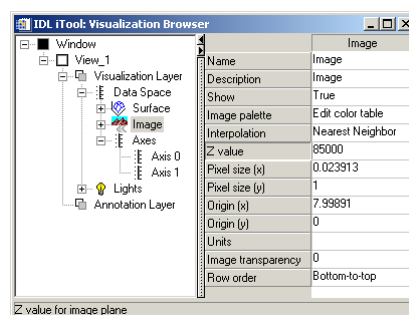 IDL iTool: Visualization Browser
Window
View_1
Visualization Layer
Data Space
Surface
Image
Axes
Axis 0
Axis 1
Lights
Annotation Layer
Image
Name Image
Description Image
Show True
Image palette Edit color table
Interpolation Nearest Neighbor
Z value 85000
Pixel size (x) 0.023913
Pixel size (y) 1
Origin (x) 7.99891
Origin (y) 0
Units
Image transparency 0
Row order Bottom-to-top
Z value for image plane